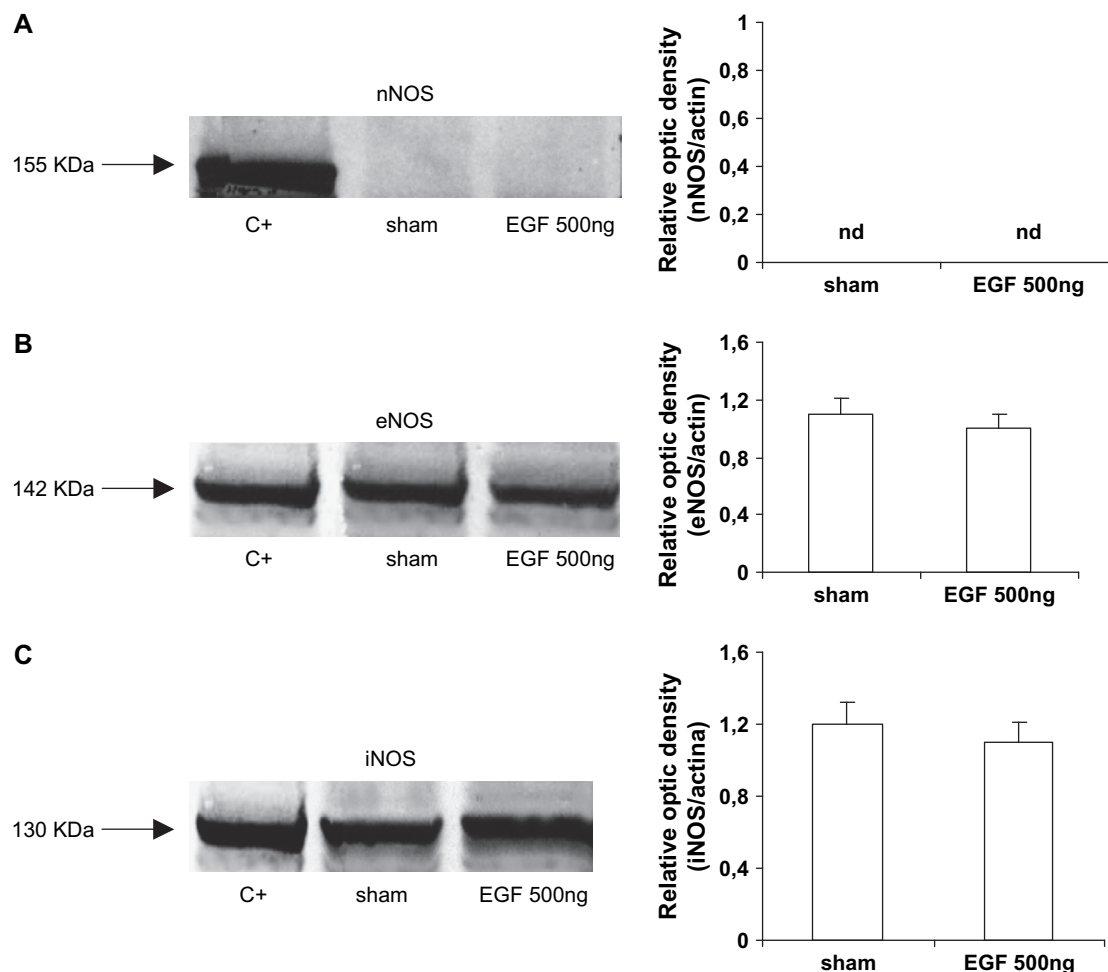 A
nNOS
155 KDa
C+ sham EGF 500ng
Relative optic density
(nNOS/actin)
1
0,8
0,6
0,4
0,2
0
nd nd
sham EGF 500ng
B
eNOS
142 KDa
C+ sham EGF 500ng
Relative optic density
(eNOS/actin)
1,6
1,2
0,8
0,4
0
sham EGF 500ng
C
iNOS
130 KDa
C+ sham EGF 500ng
Relative optic density
(iNOS/actina)
1,6
1,2
0,8
0,4
0
sham EGF 500ng